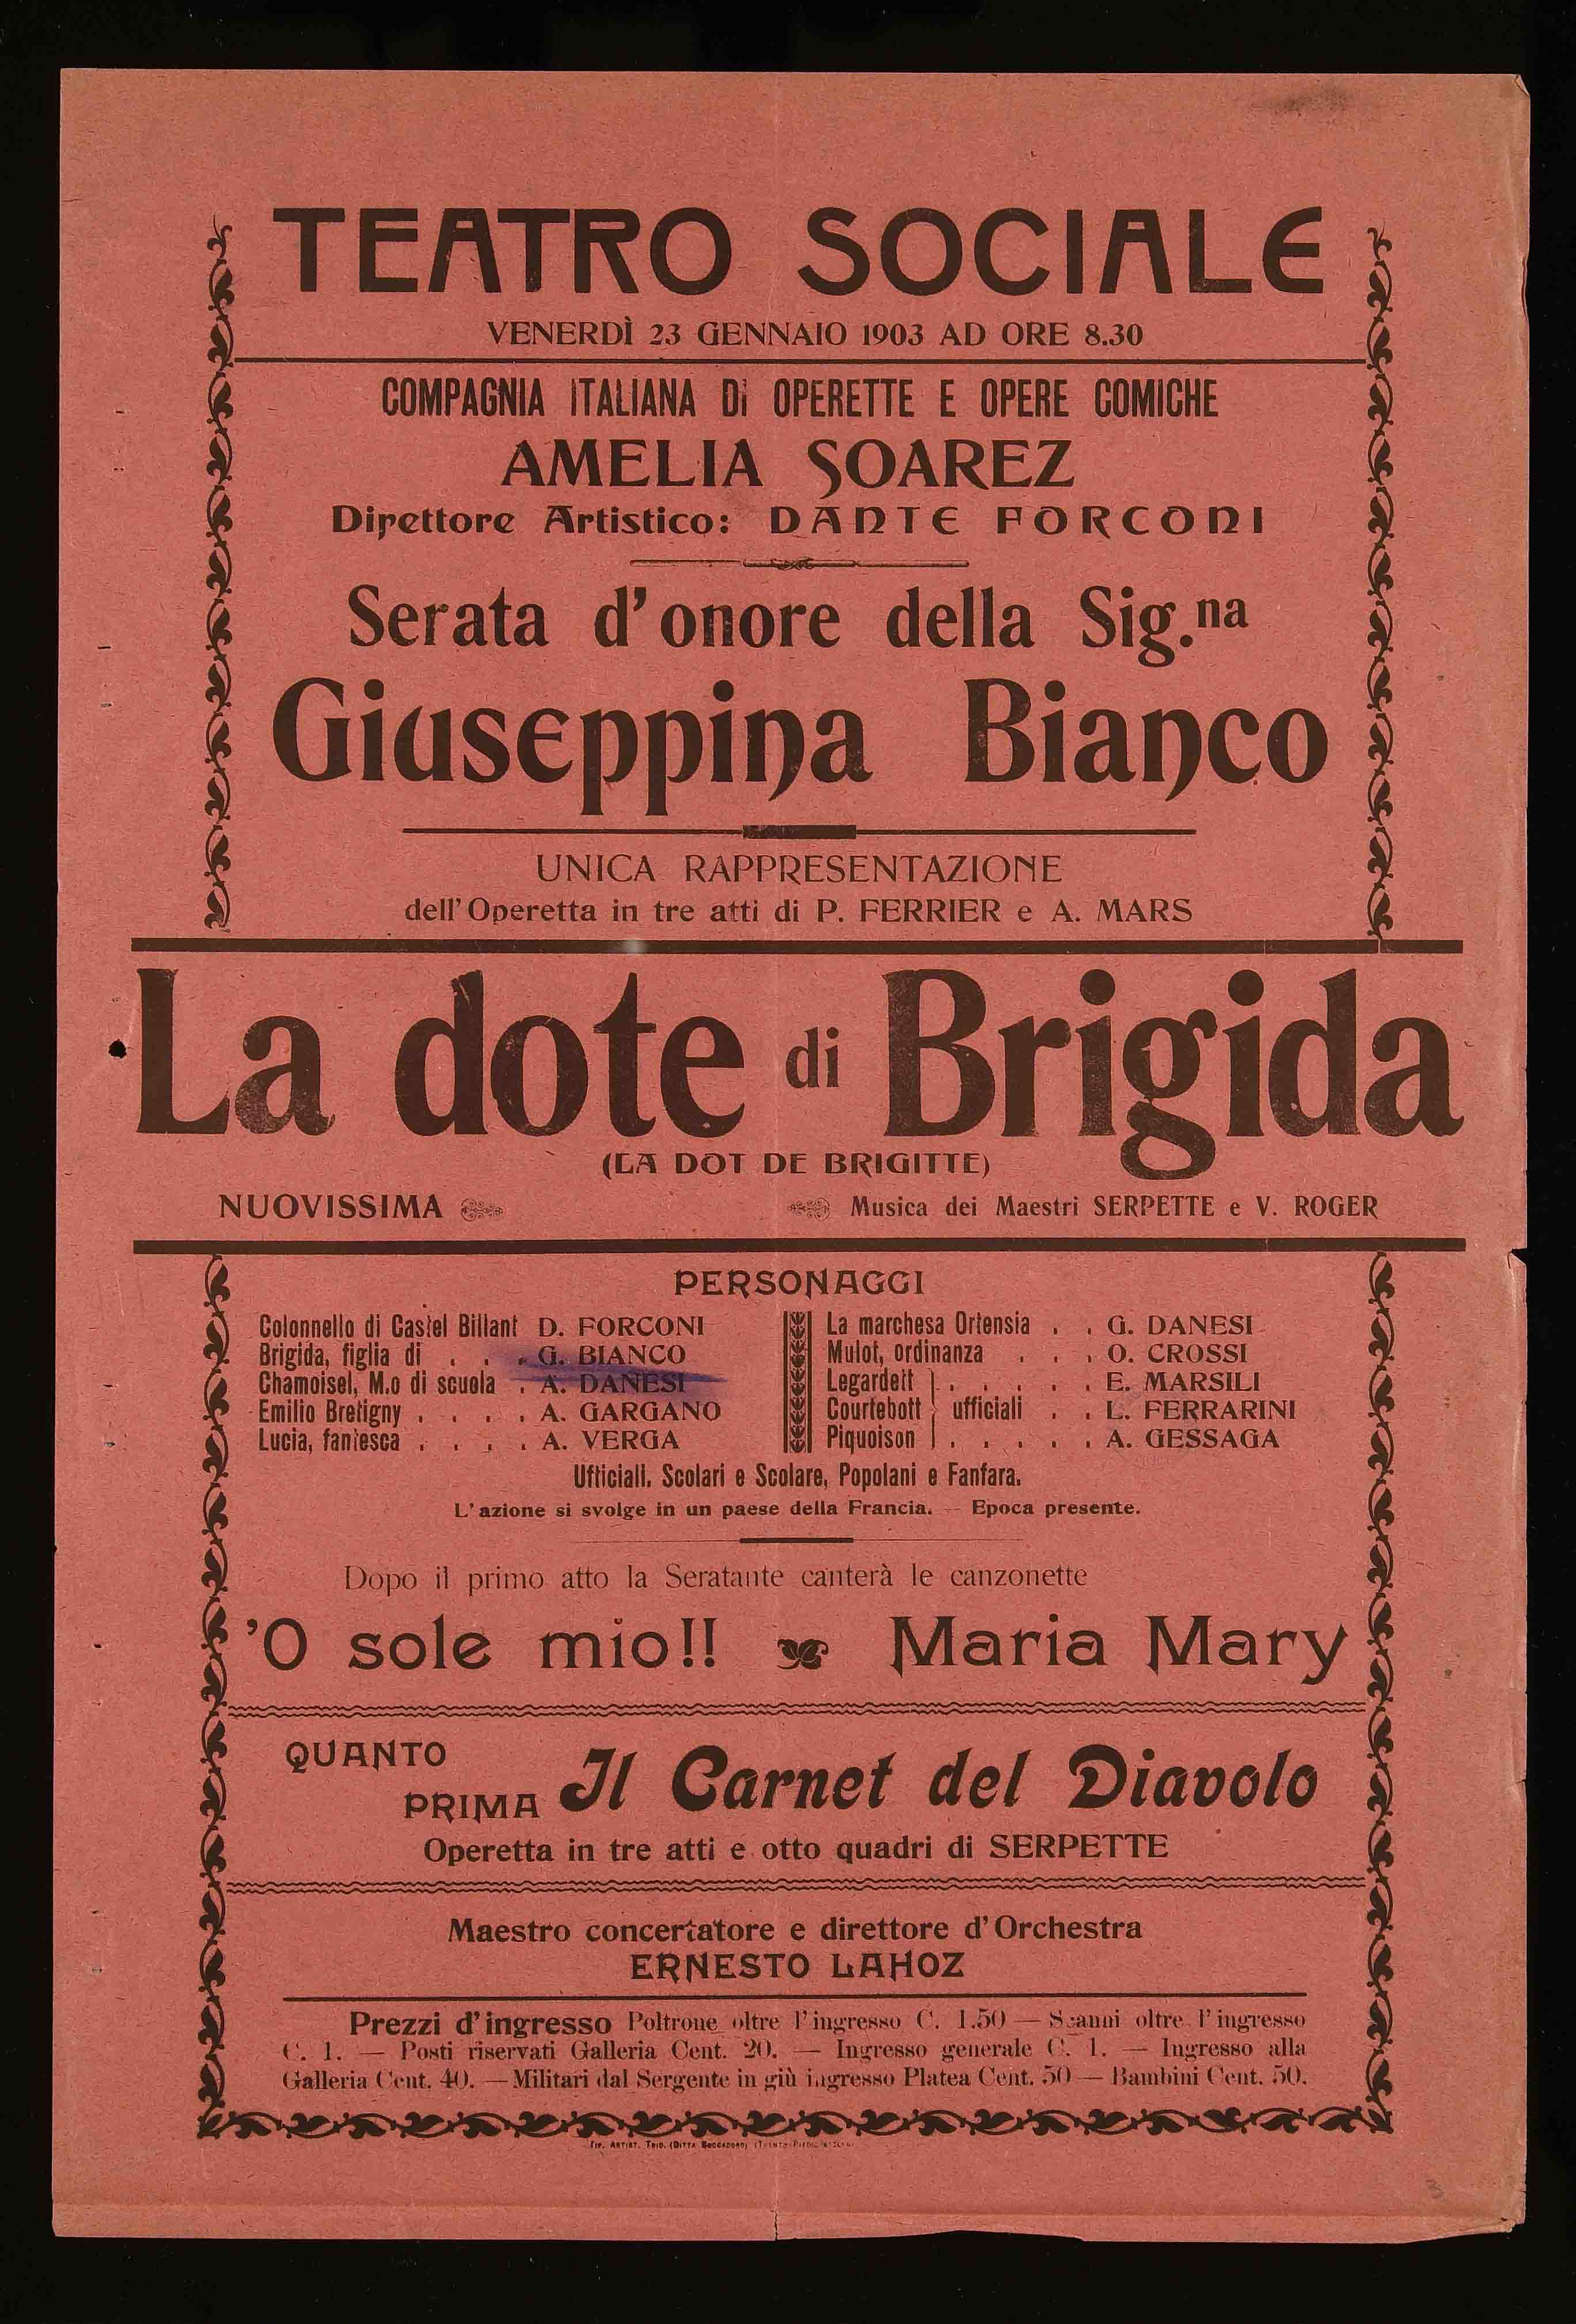 TEATRO SOCIALE
VENERDÌ 23 GENNAIO 1903 AD ORE 8.30
COMPAGNIA ITALIANA Di OPERETTE E OPERE COMICHE
AMELIA SOAREZ
Direttore Artistico: DANTE FORCONI
Serata d'onore della Sig.na
Giuseppina Bianco
UNICA RAPPRESENTAZIONE
dell'Operetta in tre atti di P. FERRIER e A. MARS
La dote di Brigida
(LA DOT DE BRIGITTE)
NUOVISSIMA Musica dei Maestri SERPETTE e V. ROGER
PERSONAGGI
Colonnello di Castel Billant D. FORCONI
Brigida, figlia di . . . G. BIANCO
Chamoisel, M.o di scuola . A. DANESI
Emilio Bretigny . . . . A. GARGANO
Lucia, fantesca . . . . A. VERGA
La marchesa Ortensia . . G. DANESI
Mulot, ordinanza . . . O. CROSSI
Legardett } . . . . . E. MARSILI
Courtebott } ufficiali . . L. FERRARINI
Piquoison } . . . . . A. GESSAGA
Ufficiali, Scolari e Scolare, Popolani e Fanfara.
L'azione si svolge in un paese della Francia. — Epoca presente.
Dopo il primo atto la Seratante canterà le canzonette
'O sole mio!! Maria Mary
QUANTO PRIMA Il Carnet del Diavolo
Operetta in tre atti e otto quadri di SERPETTE
Maestro concertatore e direttore d'Orchestra
ERNESTO LAHOZ
Prezzi d'ingresso Poltrone oltre l'ingresso C. 1.50 — Scanni oltre l'ingresso
C. 1. — Posti riservati Galleria Cent. 20. — Ingresso generale C. 1. — Ingresso alla
Galleria Cent. 40. — Militari dal Sergente in giù ingresso Platea Cent. 50 — Bambini Cent. 50.
TIP. ARTIST. TRID. (DITTA
3